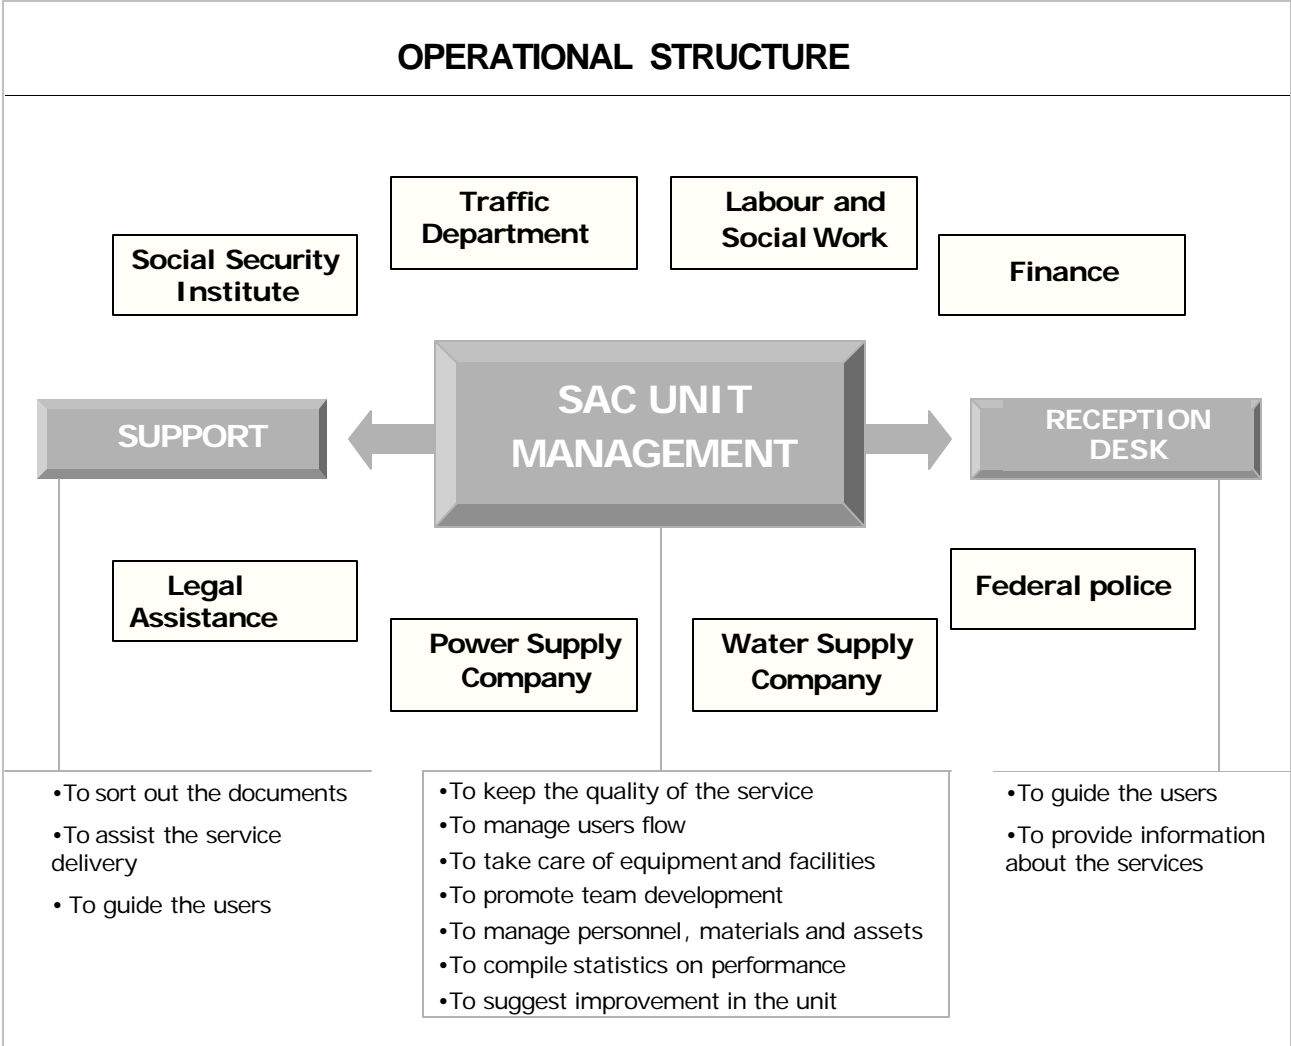 OPERATIONAL STRUCTURE
Traffic
Department
Labour and
Social Work
Social Security
Institute
Finance
SAC UNIT
MANAGEMENT
SUPPORT
RECEPTION
DESK
Legal
Assistance
Federal police
Power Supply
Company
Water Supply
Company
•To sort out the documents
•To assist the service
delivery
• To guide the users
•To keep the quality of the service
•To manage users flow
•To take care of equipment and facilities
•To promote team development
•To manage personnel, materials and assets
•To compile statistics on performance
•To suggest improvement in the unit
•To guide the users
•To provide information
about the services